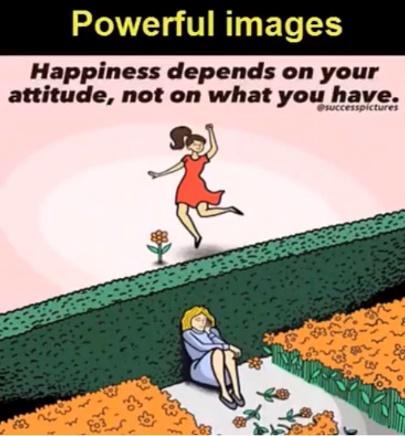 Powerful images
Happiness depends on your
attitude, not on what you have.
@successpictures